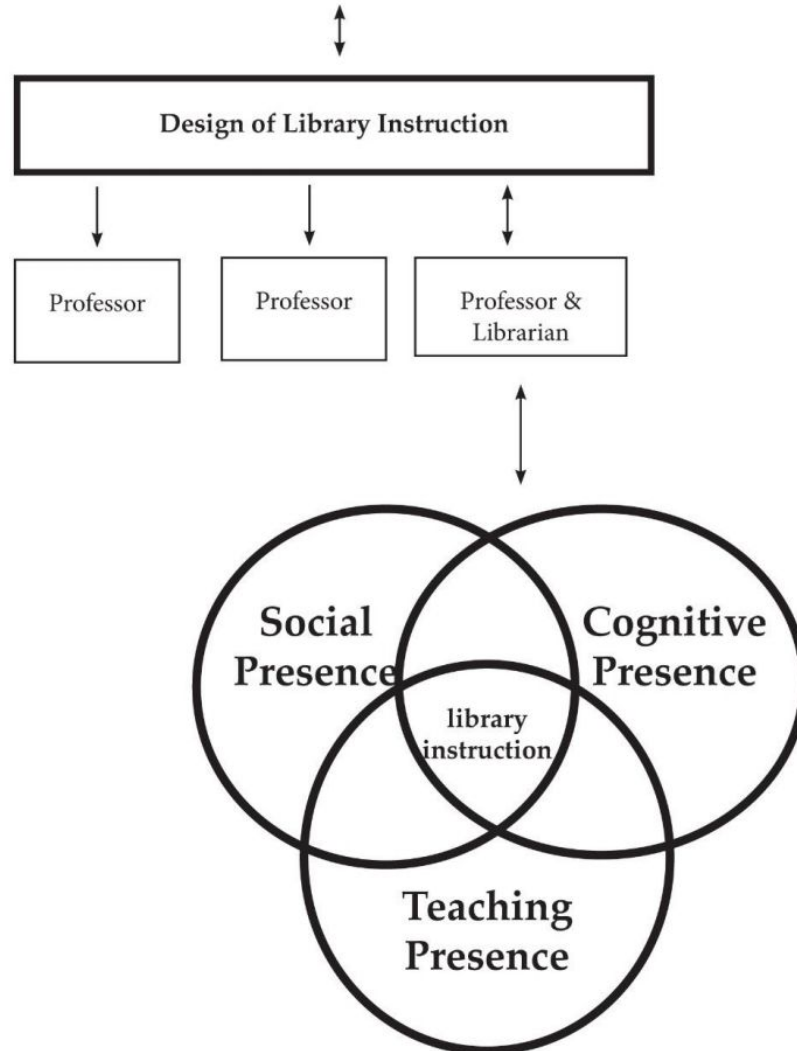 Design of Library Instruction
Professor
Professor
Professor &
Librarian
Social
Presence
Cognitive
Presence
library
instruction
Teaching
Presence